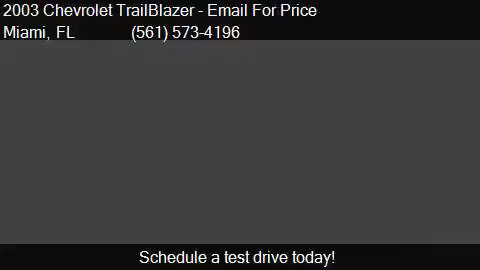 2003 Chevrolet TrailBlazer - Email For Price
Miami, FL (561) 573-4196
Schedule a test drive today!